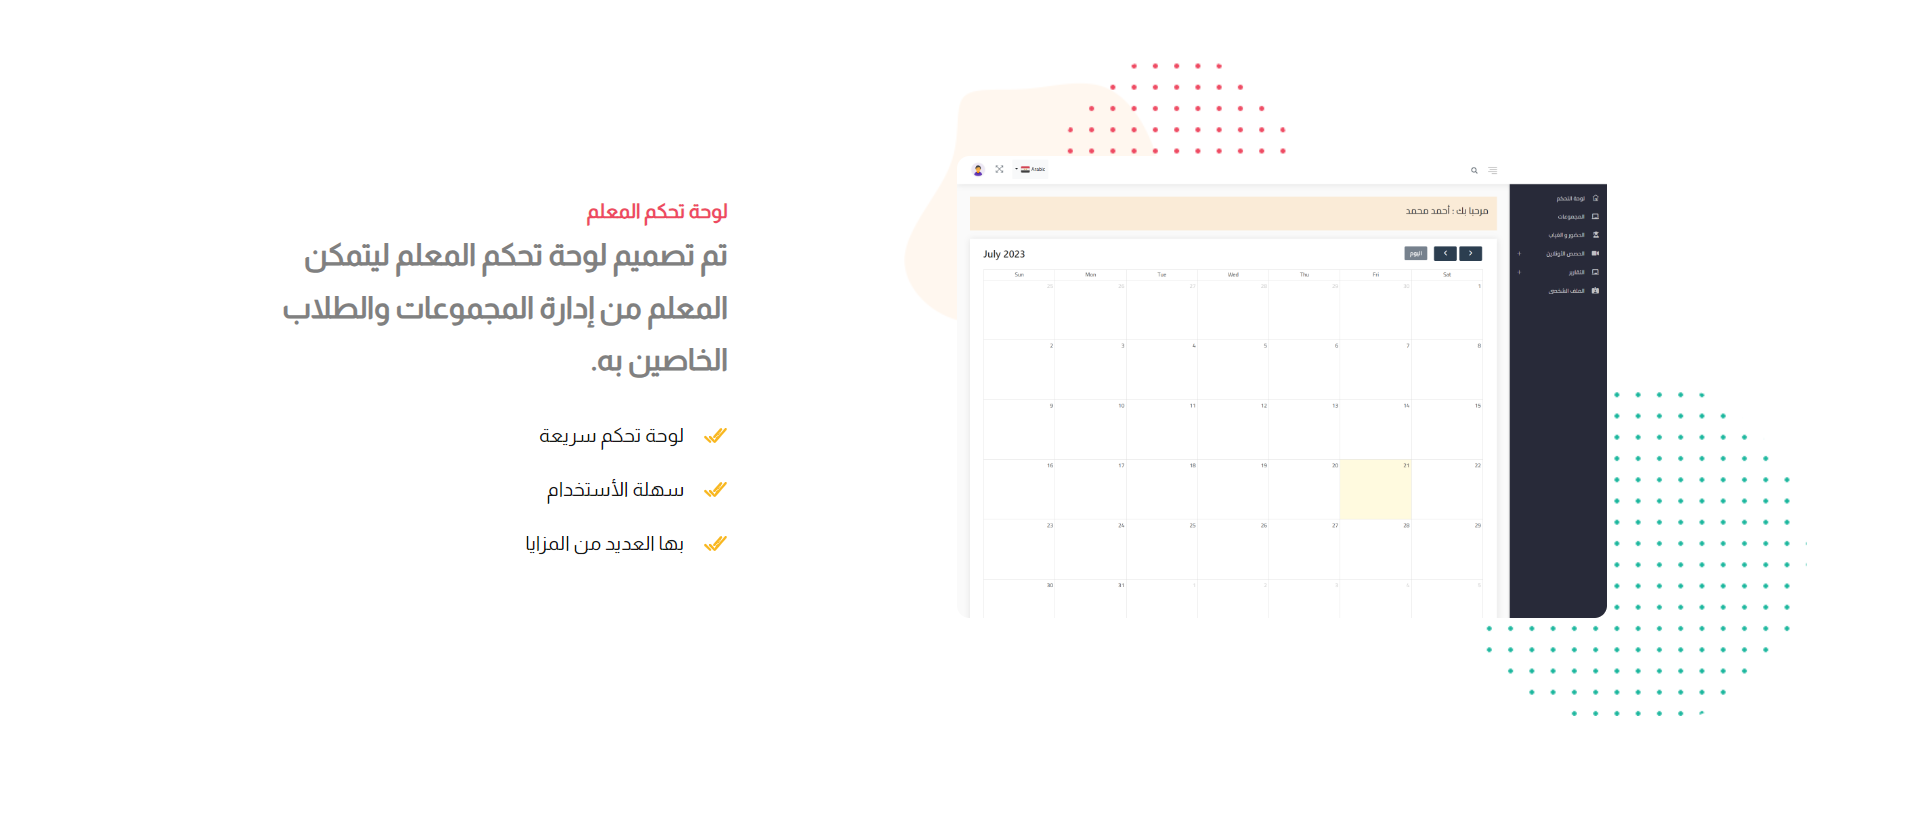 لوحة تحكم المعلم
تم تصميم لوحة تحكم المعلم ليتمكن
المعلم من إدارة المجموعات والطلاب
الخاصين به.
لوحة تحكم سريعة
سهلة الأستخدام
بها العديد من المزايا
Arabic
مرحبا بك : أحمد محمد
July 2023
اليوم
Sun Mon Tue Wed Thu Fri Sat
25 26 27 28 29 30 1
2 3 4 5 6 7 8
9 10 11 12 13 14 15
16 17 18 19 20 21 22
23 24 25 26 27 28 29
30 31 1 2 3 4 5
لوحة التحكم
المجموعات
الحضور و الغياب
الحصص الأونلاين +
التقارير +
الملف الشخصى